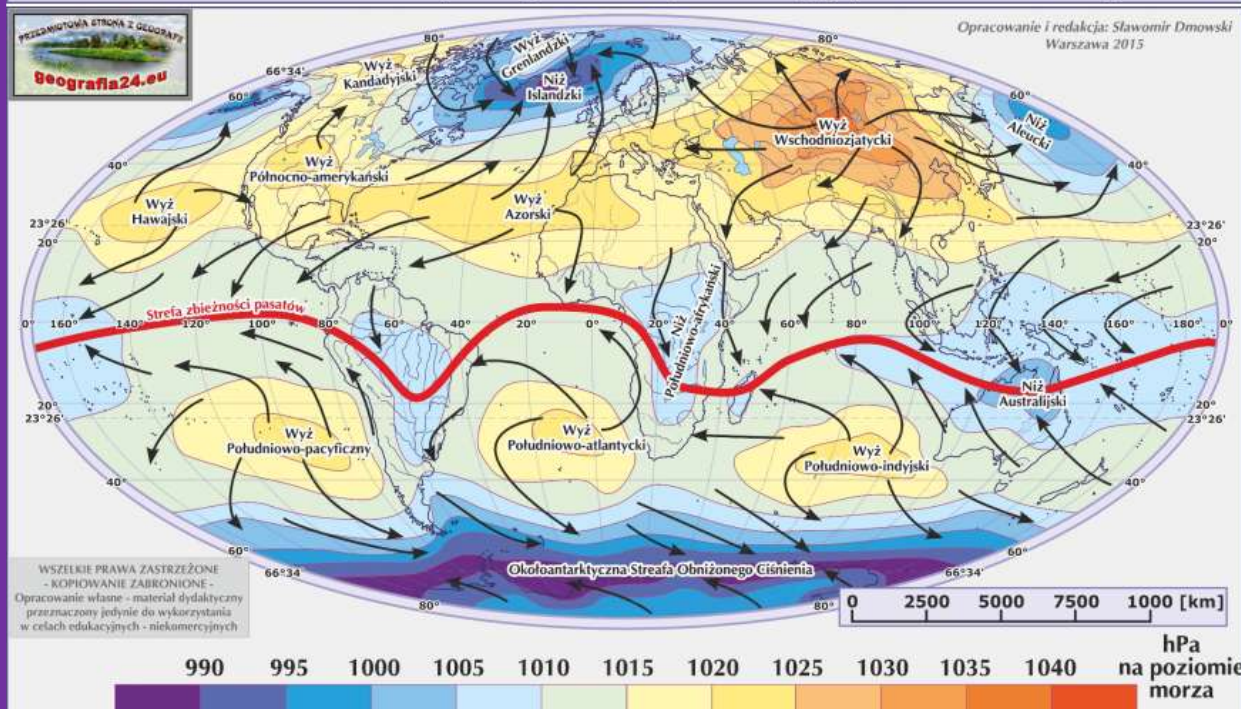 PRZEDMIOTOWA STRONA Z GEOGRAFII
geografia24.eu
Opracowanie i redakcja: Sławomir Dmowski
Warszawa 2015
80°
80°
66°34'
60°
60°
40°
40°
23°26'
23°26'
20°
20°
Wyż
Grenlandzki
Wyż
Kandadyjski
Niż
Islandzki
Wyż
Wschodniozjatycki
Niż
Aleucki
Wyż
Północno-amerykański
Wyż
Hawajski
Wyż
Azorski
Strefa zbieżności pasatów
Niż
Południowo-afrykański
0°
160°
140°
120°
100°
80°
60°
40°
20°
0°
20°
40°
60°
80°
100°
120°
140°
160°
180°
0°
Niż
Australijski
20°
20°
23°26'
23°26'
Wyż
Południowo-pacyficzny
Wyż
Południowo-atlantycki
Wyż
Południowo-indyjski
40°
40°
60°
60°
66°34
66°34'
80°
80°
Okołoantarktyczna Streafa Obniżonego Ciśnienia
WSZELKIE PRAWA ZASTRZEŻONE
- KOPIOWANIE ZABRONIONE -
Opracowanie własne - materiał dydaktyczny
przeznaczony jedynie do wykorzystania
w celach edukacyjnych - niekomercyjnych
0 2500 5000 7500 1000 [km]
990 995 1000 1005 1010 1015 1020 1025 1030 1035 1040
hPa
na poziomie
morza